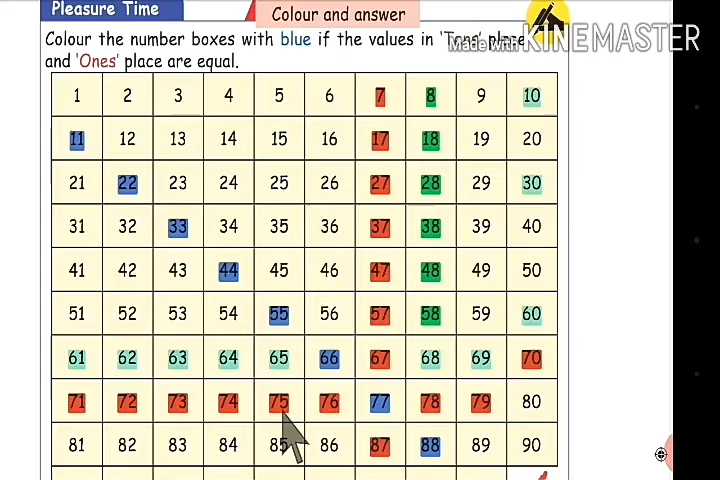 Pleasure Time
Colour and answer
Colour the number boxes with blue if the values in 'Tens' place
Made with KINEMASTER
and 'Ones' place are equal.
1 2 3 4 5 6 7 8 9 10
11 12 13 14 15 16 17 18 19 20
21 22 23 24 25 26 27 28 29 30
31 32 33 34 35 36 37 38 39 40
41 42 43 44 45 46 47 48 49 50
51 52 53 54 55 56 57 58 59 60
61 62 63 64 65 66 67 68 69 70
71 72 73 74 75 76 77 78 79 80
81 82 83 84 85 86 87 88 89 90